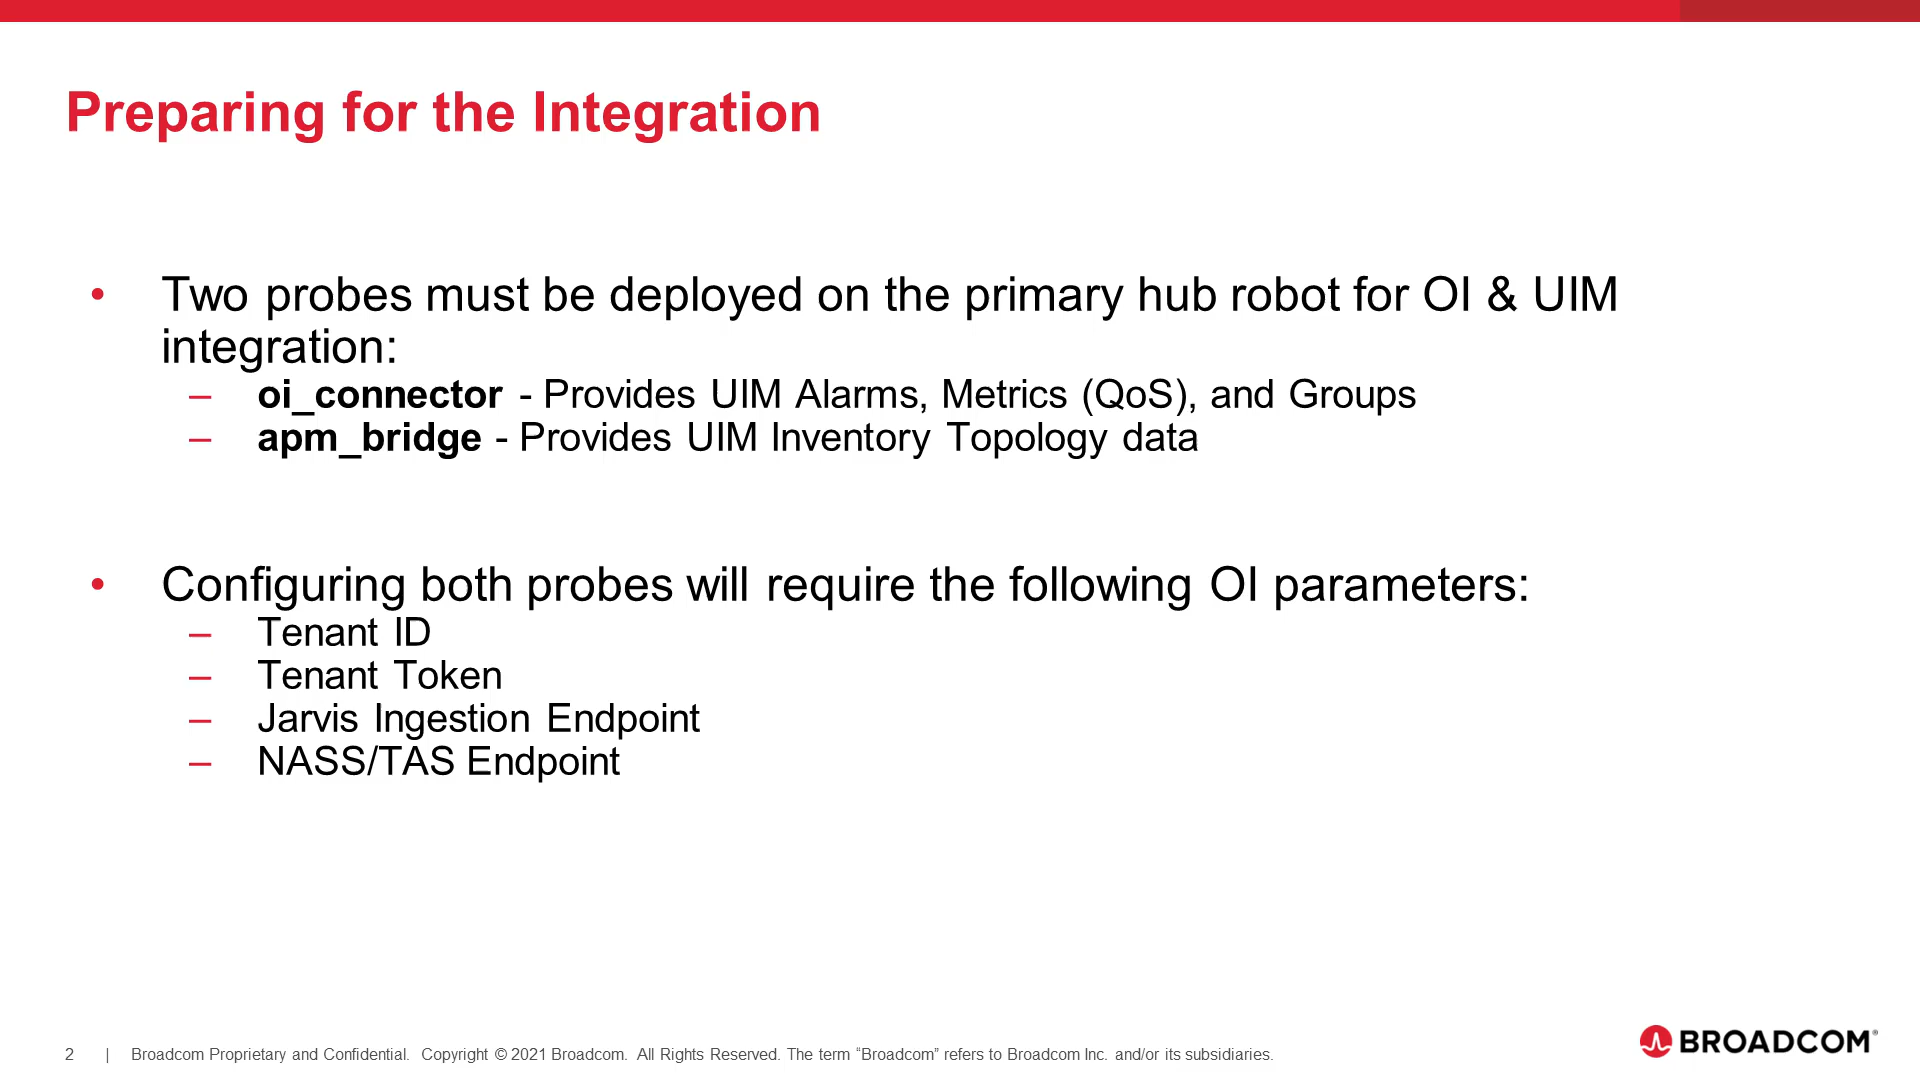 Preparing for the Integration
• Two probes must be deployed on the primary hub robot for OI & UIM
integration:
– oi_connector - Provides UIM Alarms, Metrics (QoS), and Groups
– apm_bridge - Provides UIM Inventory Topology data
• Configuring both probes will require the following OI parameters:
– Tenant ID
– Tenant Token
– Jarvis Ingestion Endpoint
– NASS/TAS Endpoint
2 | Broadcom Proprietary and Confidential. Copyright © 2021 Broadcom. All Rights Reserved. The term “Broadcom” refers to Broadcom Inc. and/or its subsidiaries.
BROADCOM®